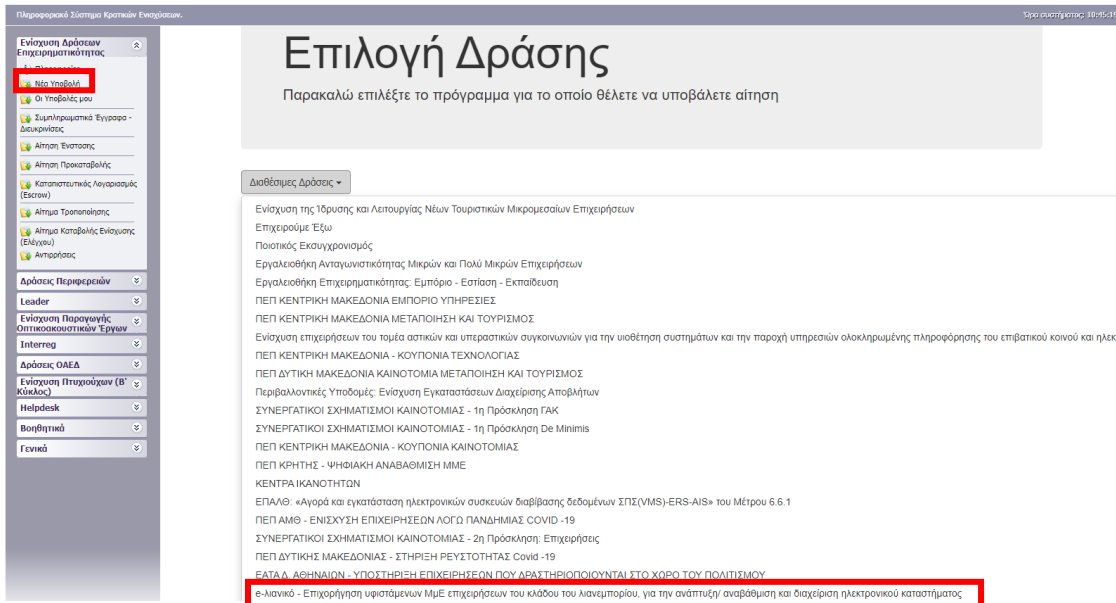 Πληροφοριακό Σύστημα Κρατικών Ενισχύσεων.
Ώρα συστήματος: 10:45:1
Ενίσχυση Δράσεων
Επιχειρηματικότητας
Νέα Υποβολή
Οι Υποβολές μου
Συμπληρωματικά Έγγραφα -
Διευκρινίσεις
Αίτηση Ένστασης
Αίτηση Προκαταβολής
Καταπιστευτικός Λογαριασμός
(Escrow)
Αίτημα Τροποποίησης
Αίτημα Καταβολής Ενίσχυσης
(Ελέγχου)
Αντιρρήσεις
Δράσεις Περιφερειών
Leader
Ενίσχυση Παραγωγής
Οπτικοακουστικών Έργων
Interreg
Δράσεις ΟΑΕΔ
Ενίσχυση Πτυχιούχων (Β'
Κύκλος)
Helpdesk
Βοηθητικά
Γενικά
Επιλογή Δράσης
Παρακαλώ επιλέξτε το πρόγραμμα για το οποίο θέλετε να υποβάλετε αίτηση
Διαθέσιμες Δράσεις
Ενίσχυση της Ίδρυσης και Λειτουργίας Νέων Τουριστικών Μικρομεσαίων Επιχειρήσεων
Επιχειρούμε Έξω
Ποιοτικός Εκσυγχρονισμός
Εργαλειοθήκη Ανταγωνιστικότητας Μικρών και Πολύ Μικρών Επιχειρήσεων
Εργαλειοθήκη Επιχειρηματικότητας: Εμπόριο - Εστίαση - Εκπαίδευση
ΠΕΠ ΚΕΝΤΡΙΚΗ ΜΑΚΕΔΟΝΙΑ ΕΜΠΟΡΙΟ ΥΠΗΡΕΣΙΕΣ
ΠΕΠ ΚΕΝΤΡΙΚΗ ΜΑΚΕΔΟΝΙΑ ΜΕΤΑΠΟΙΗΣΗ ΚΑΙ ΤΟΥΡΙΣΜΟΣ
Ενίσχυση επιχειρήσεων του τομέα αστικών και υπεραστικών συγκοινωνιών για την υιοθέτηση συστημάτων και την παροχή υπηρεσιών ολοκληρωμένης πληροφόρησης του επιβατικού κοινού και ηλεκ
ΠΕΠ ΚΕΝΤΡΙΚΗ ΜΑΚΕΔΟΝΙΑ - ΚΟΥΠΟΝΙΑ ΤΕΧΝΟΛΟΓΙΑΣ
ΠΕΠ ΔΥΤΙΚΗ ΜΑΚΕΔΟΝΙΑ ΚΑΙΝΟΤΟΜΙΑ ΜΕΤΑΠΟΙΗΣΗ ΚΑΙ ΤΟΥΡΙΣΜΟΣ
Περιβαλλοντικές Υποδομές: Ενίσχυση Εγκαταστάσεων Διαχείρισης Αποβλήτων
ΣΥΝΕΡΓΑΤΙΚΟΙ ΣΧΗΜΑΤΙΣΜΟΙ ΚΑΙΝΟΤΟΜΙΑΣ - 1η Πρόσκληση ΓΑΚ
ΣΥΝΕΡΓΑΤΙΚΟΙ ΣΧΗΜΑΤΙΣΜΟΙ ΚΑΙΝΟΤΟΜΙΑΣ - 1η Πρόσκληση De Minimis
ΠΕΠ ΚΕΝΤΡΙΚΗ ΜΑΚΕΔΟΝΙΑ - ΚΟΥΠΟΝΙΑ ΚΑΙΝΟΤΟΜΙΑΣ
ΠΕΠ ΚΡΗΤΗΣ - ΨΗΦΙΑΚΗ ΑΝΑΒΑΘΜΙΣΗ ΜΜΕ
ΚΕΝΤΡΑ ΙΚΑΝΟΤΗΤΩΝ
ΕΠΑΛΘ: «Αγορά και εγκατάσταση ηλεκτρονικών συσκευών διαβίβασης δεδομένων ΣΠΣ(VMS)-ERS-AIS» του Μέτρου 6.6.1
ΠΕΠ ΑΜΘ - ΕΝΙΣΧΥΣΗ ΕΠΙΧΕΙΡΗΣΕΩΝ ΛΟΓΩ ΠΑΝΔΗΜΙΑΣ COVID -19
ΣΥΝΕΡΓΑΤΙΚΟΙ ΣΧΗΜΑΤΙΣΜΟΙ ΚΑΙΝΟΤΟΜΙΑΣ - 2η Πρόσκληση: Επιχειρήσεις
ΠΕΠ ΔΥΤΙΚΗΣ ΜΑΚΕΔΟΝΙΑΣ - ΣΤΗΡΙΞΗ ΡΕΥΣΤΟΤΗΤΑΣ Covid -19
ΕΑΤΑ Δ. ΑΘΗΝΑΙΩΝ - ΥΠΟΣΤΗΡΙΞΗ ΕΠΙΧΕΙΡΗΣΕΩΝ ΠΟΥ ΔΡΑΣΤΗΡΙΟΠΟΙΟΥΝΤΑΙ ΣΤΟ ΧΩΡΟ ΤΟΥ ΠΟΛΙΤΙΣΜΟΥ
e-λιανικό - Επιχορήγηση υφιστάμενων ΜμΕ επιχειρήσεων του κλάδου του λιανεμπορίου, για την ανάπτυξη/ αναβάθμιση και διαχείριση ηλεκτρονικού καταστήματος